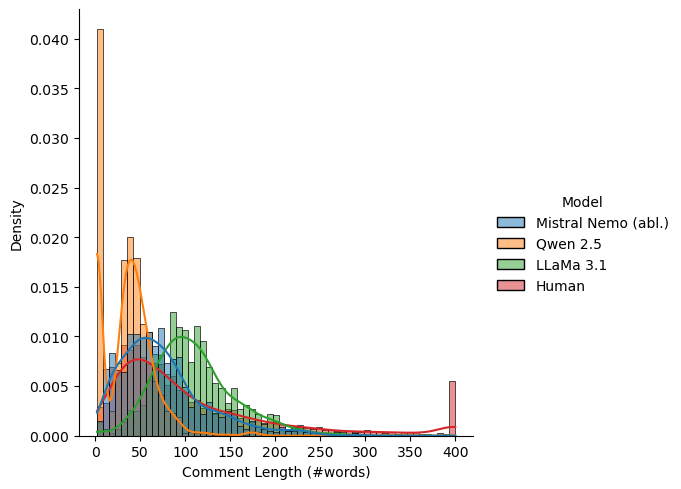 0.040
0.035
0.030
0.025
0.020
0.015
0.010
0.005
0.000
Density
0 50 100 150 200 250 300 350 400
Comment Length (#words)
Model
Mistral Nemo (abl.)
Qwen 2.5
LLaMa 3.1
Human